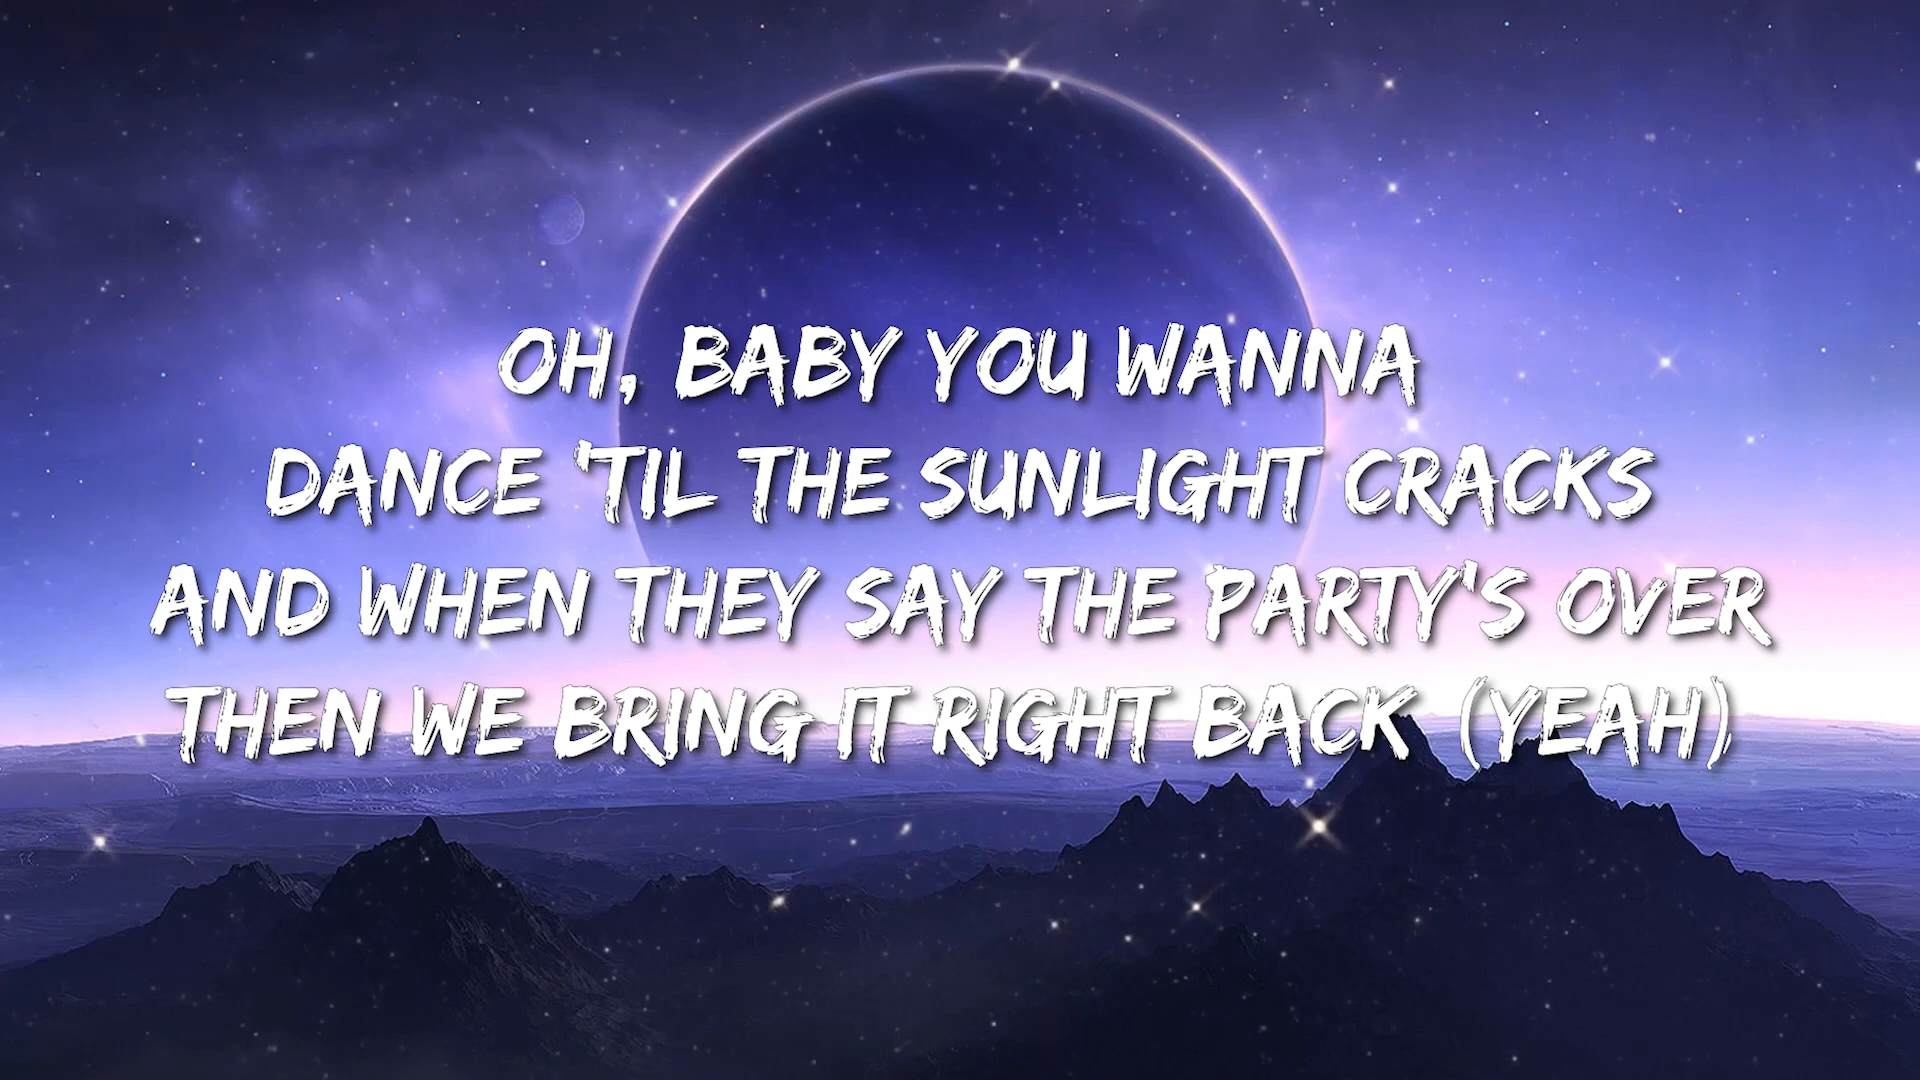 OH, BABY YOU WANNA
DANCE 'TIL THE SUNLIGHT CRACKS
AND WHEN THEY SAY THE PARTY'S OVER
THEN WE BRING IT RIGHT BACK (YEAH)